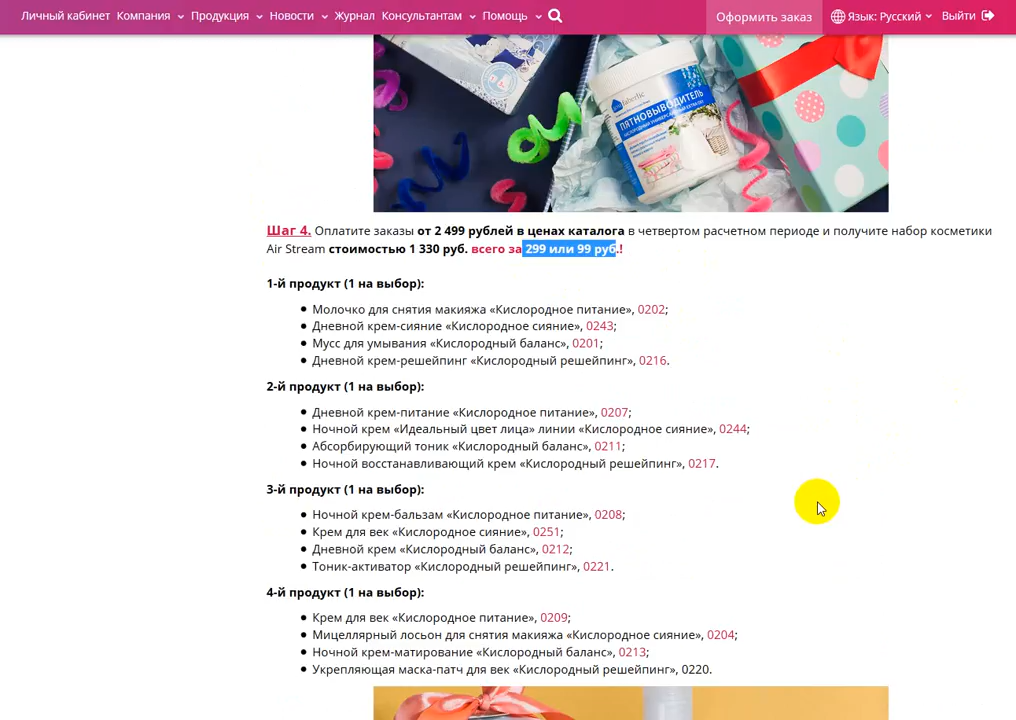 Личный кабинет Компания Продукция Новости Журнал Консультантам Помощь Оформить заказ Язык: Русский Выйти
faberlic
ПЯТНОВЫВОДИТЕЛЬ
Шаг 4. Оплатите заказы от 2 499 рублей в ценах каталога в четвертом расчетном периоде и получите набор косметики
Air Stream стоимостью 1 330 руб. всего за 299 или 99 руб.!
1-й продукт (1 на выбор):
● Молочко для снятия макияжа «Кислородное питание», 0202;
● Дневной крем-сияние «Кислородное сияние», 0243;
● Мусс для умывания «Кислородный баланс», 0201;
● Дневной крем-решейпинг «Кислородный решейпинг», 0216.
2-й продукт (1 на выбор):
● Дневной крем-питание «Кислородное питание», 0207;
● Ночной крем «Идеальный цвет лица» линии «Кислородное сияние», 0244;
● Абсорбирующий тоник «Кислородный баланс», 0211;
● Ночной восстанавливающий крем «Кислородный решейпинг», 0217.
3-й продукт (1 на выбор):
● Ночной крем-бальзам «Кислородное питание», 0208;
● Крем для век «Кислородное сияние», 0251;
● Дневной крем «Кислородный баланс», 0212;
● Тоник-активатор «Кислородный решейпинг», 0221.
4-й продукт (1 на выбор):
● Крем для век «Кислородное питание», 0209;
● Мицеллярный лосьон для снятия макияжа «Кислородное сияние», 0204;
● Ночной крем-матирование «Кислородный баланс», 0213;
● Укрепляющая маска-патч для век «Кислородный решейпинг», 0220.